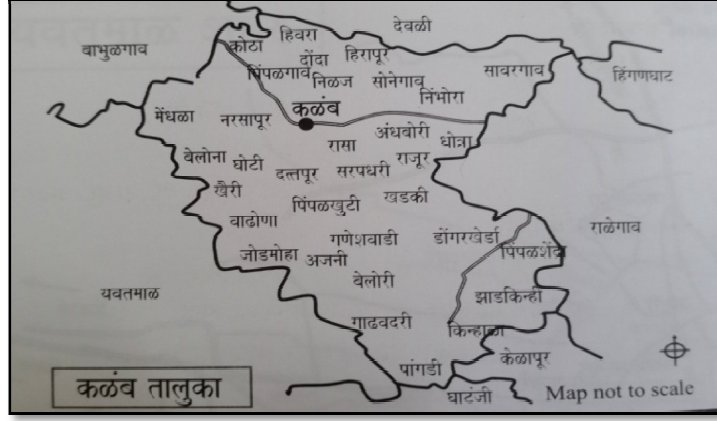 देवळी
हिवरा
कोठा
बाभुळगाव
दोंदा
हिरापूर
सावरगाव
हिंगणघाट
पिंपळगाव
निळज
सोनेगाव
निंभोरा
कळंब
मेंधळा
नरसापूर
अंधबोरी
धोत्रा
रासा
राजूर
बेलोना
घोटी
दत्तपूर
सरपधरी
खैरी
खडकी
पिंपळखुटी
वाढोणा
राळेगाव
गणेशवाडी
डोंगरखेर्डा
पिंपळशेंदा
जोडमोहा
अजनी
बेलोरी
यवतमाळ
झाडकिन्ही
गाढवदरी
किन्हाळा
केळापूर
पांगडी
कळंब तालुका
घाटंजी
Map not to scale